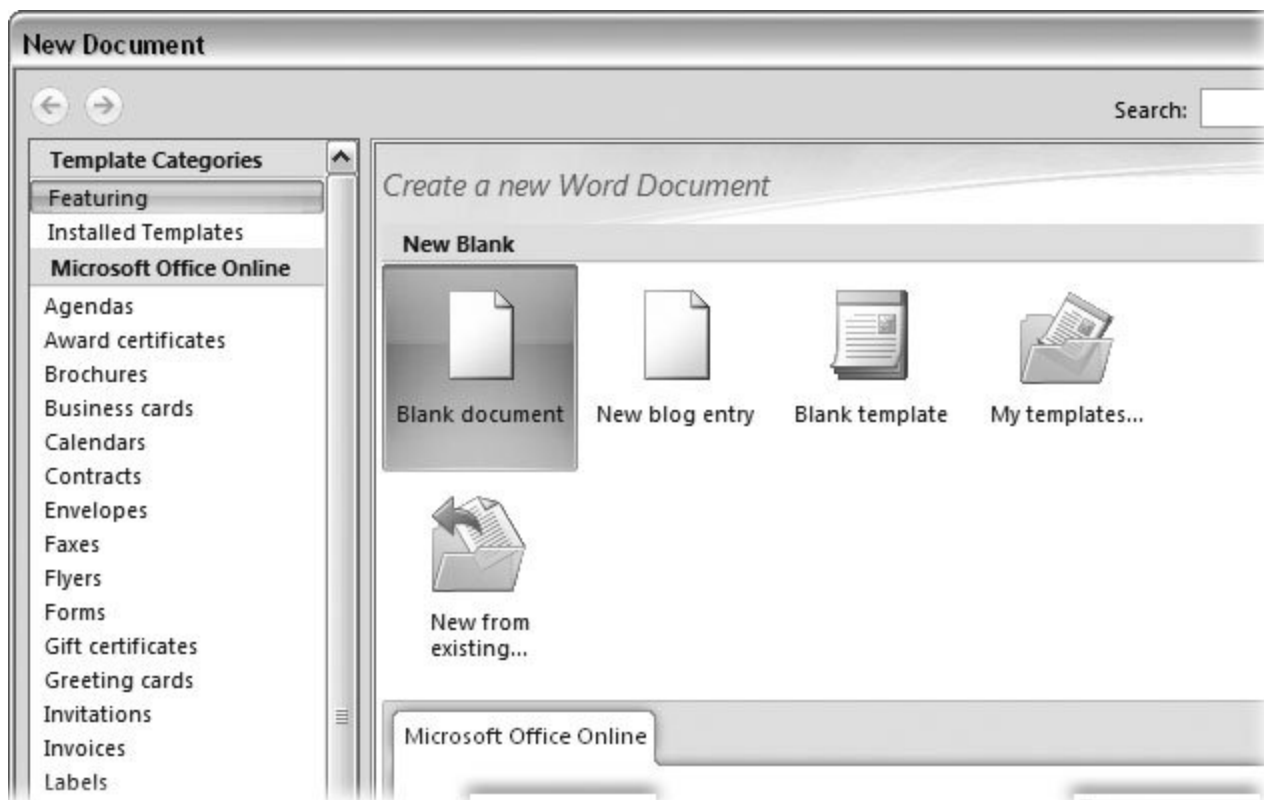 New Document
Search:
Template Categories
Featuring
Installed Templates
Microsoft Office Online
Agendas
Award certificates
Brochures
Business cards
Calendars
Contracts
Envelopes
Faxes
Flyers
Forms
Gift certificates
Greeting cards
Invitations
Invoices
Labels
Create a new Word Document
New Blank
Blank document
New blog entry
Blank template
My templates...
New from
existing...
Microsoft Office Online